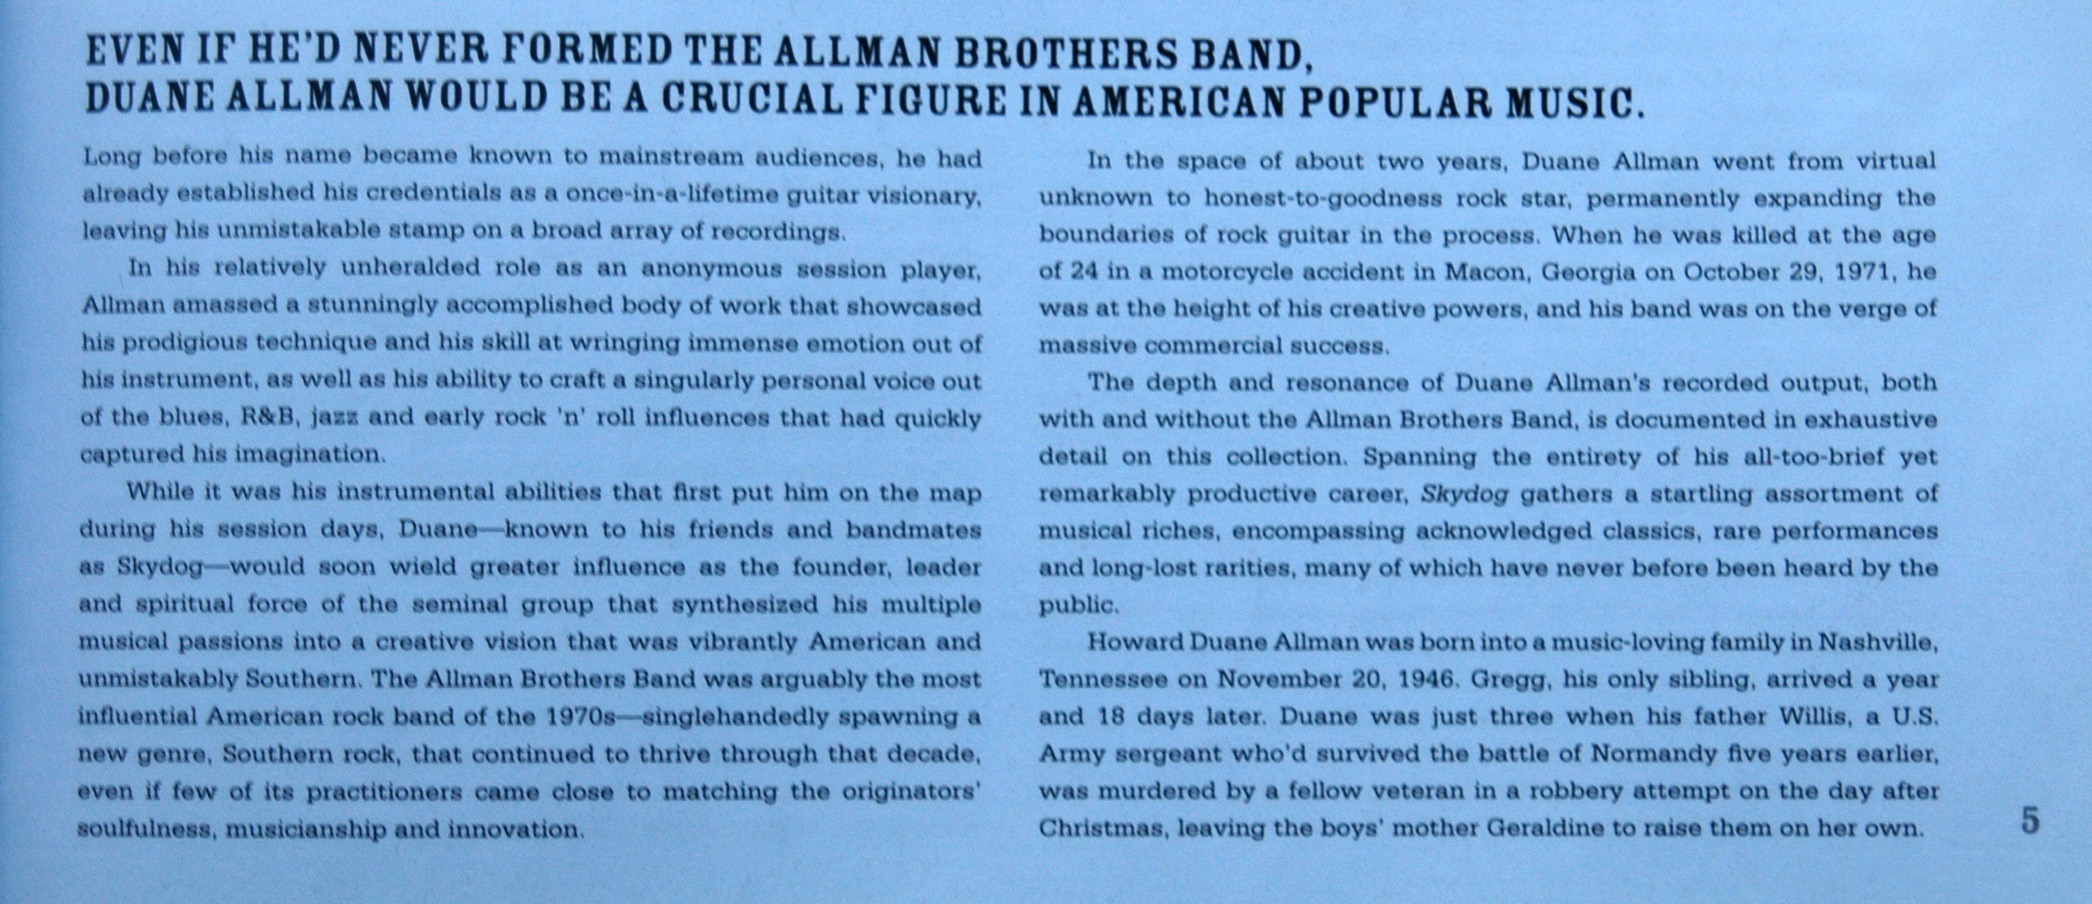 EVEN IF HE'D NEVER FORMED THE ALLMAN BROTHERS BAND,
DUANE ALLMAN WOULD BE A CRUCIAL FIGURE IN AMERICAN POPULAR MUSIC.
Long before his name became known to mainstream audiences, he had
already established his credentials as a once-in-a-lifetime guitar visionary,
leaving his unmistakable stamp on a broad array of recordings.
In his relatively unheralded role as an anonymous session player,
Allman amassed a stunningly accomplished body of work that showcased
his prodigious technique and his skill at wringing immense emotion out of
his instrument, as well as his ability to craft a singularly personal voice out
of the blues, R&B, jazz and early rock 'n' roll influences that had quickly
captured his imagination.
While it was his instrumental abilities that first put him on the map
during his session days, Duane—known to his friends and bandmates
as Skydog—would soon wield greater influence as the founder, leader
and spiritual force of the seminal group that synthesized his multiple
musical passions into a creative vision that was vibrantly American and
unmistakably Southern. The Allman Brothers Band was arguably the most
influential American rock band of the 1970s—singlehandedly spawning a
new genre, Southern rock, that continued to thrive through that decade,
even if few of its practitioners came close to matching the originators'
soulfulness, musicianship and innovation.
In the space of about two years, Duane Allman went from virtual
unknown to honest-to-goodness rock star, permanently expanding the
boundaries of rock guitar in the process. When he was killed at the age
of 24 in a motorcycle accident in Macon, Georgia on October 29, 1971, he
was at the height of his creative powers, and his band was on the verge of
massive commercial success.
The depth and resonance of Duane Allman's recorded output, both
with and without the Allman Brothers Band, is documented in exhaustive
detail on this collection. Spanning the entirety of his all-too-brief yet
remarkably productive career, Skydog gathers a startling assortment of
musical riches, encompassing acknowledged classics, rare performances
and long-lost rarities, many of which have never before been heard by the
public.
Howard Duane Allman was born into a music-loving family in Nashville,
Tennessee on November 20, 1946. Gregg, his only sibling, arrived a year
and 18 days later. Duane was just three when his father Willis, a U.S.
Army sergeant who'd survived the battle of Normandy five years earlier,
was murdered by a fellow veteran in a robbery attempt on the day after
Christmas, leaving the boys' mother Geraldine to raise them on her own.
5